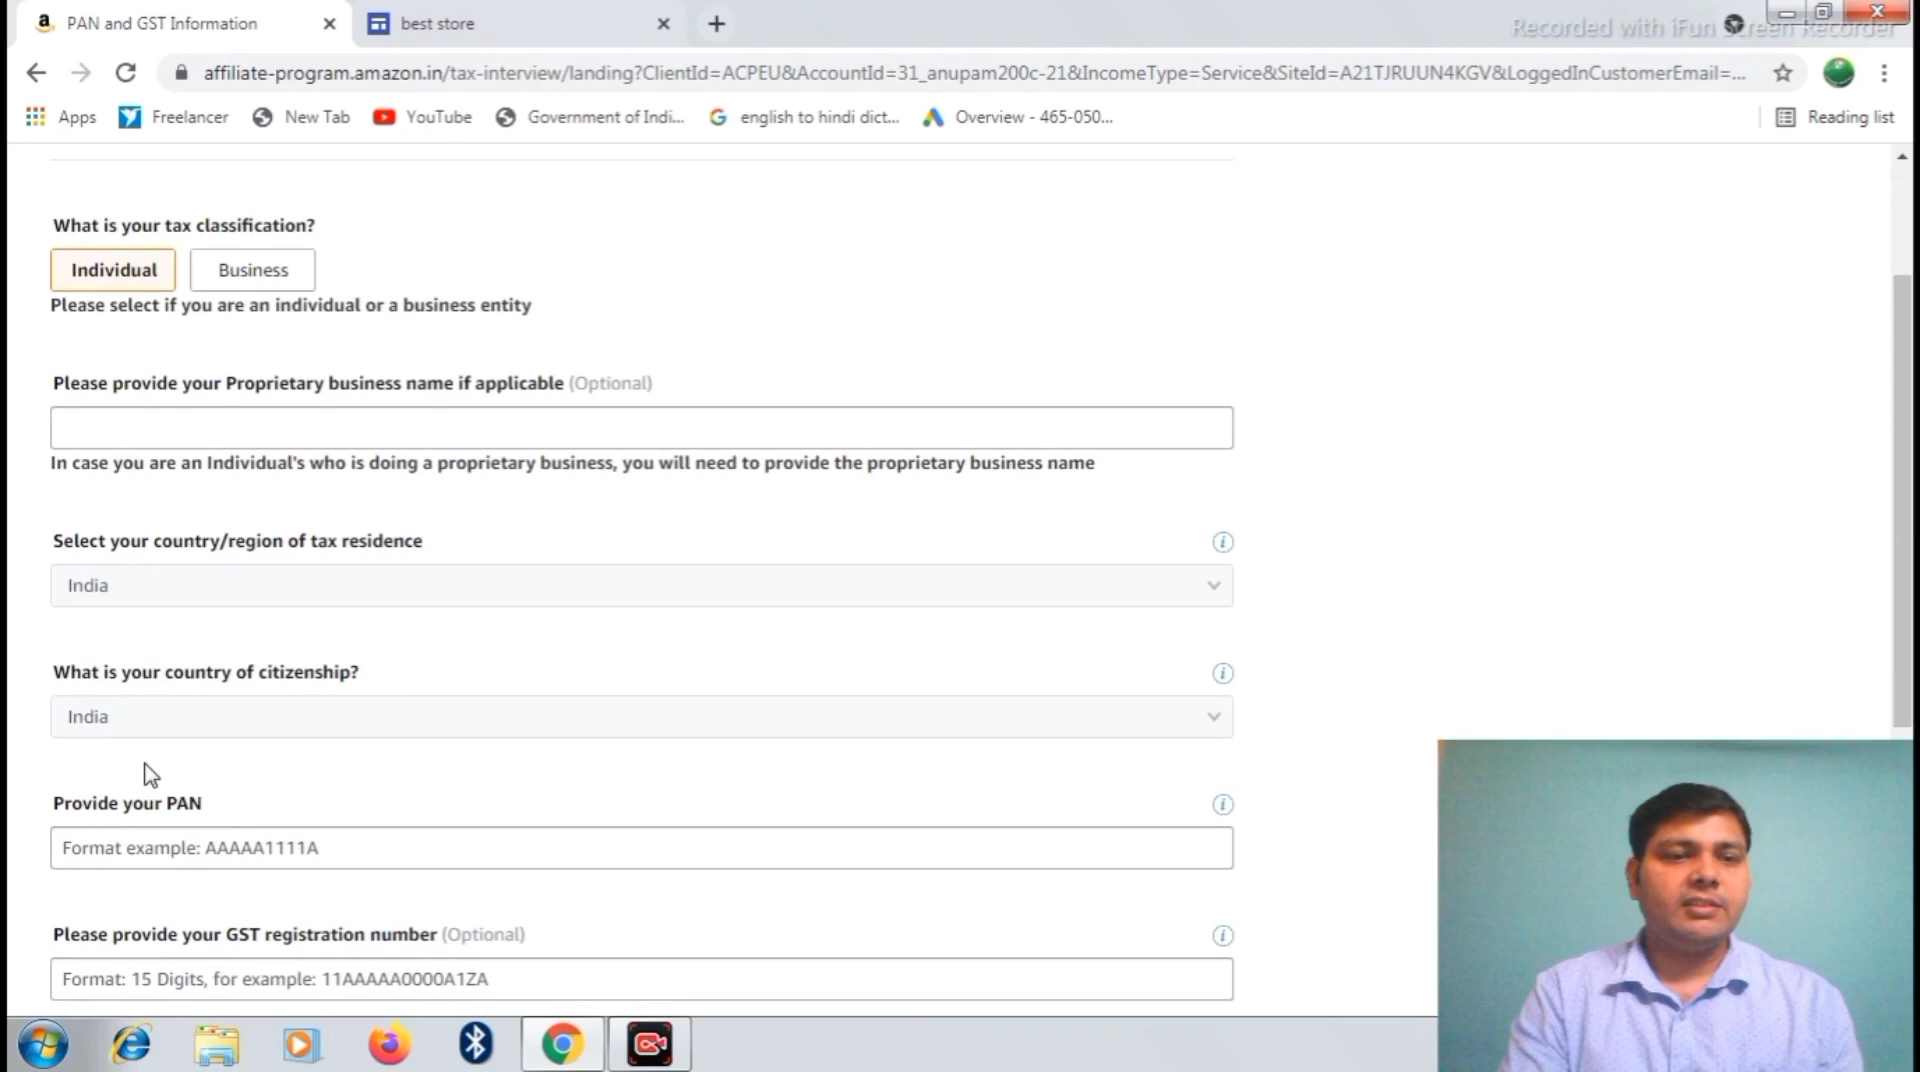 PAN and GST Information
best store
Recorded with iFun Screen Recorder
affiliate-program.amazon.in/tax-interview/landing?ClientId=ACPEU&AccountId=31_anupam200c-21&IncomeType=Service&SiteId=A21TJRUUN4KGV&LoggedInCustomerEmail=...
Apps Freelancer New Tab YouTube Government of Indi... english to hindi dict... Overview - 465-050... Reading list
What is your tax classification?
Individual Business
Please select if you are an individual or a business entity
Please provide your Proprietary business name if applicable (Optional)
In case you are an Individual's who is doing a proprietary business, you will need to provide the proprietary business name
Select your country/region of tax residence
India
What is your country of citizenship?
India
Provide your PAN
Format example: AAAAA1111A
Please provide your GST registration number (Optional)
Format: 15 Digits, for example: 11AAAAA0000A1ZA